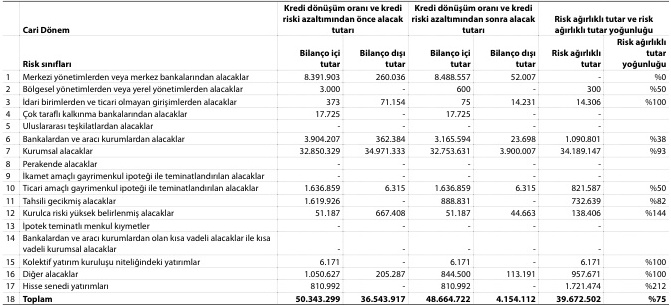 Cari Dönem
Kredi dönüşüm oranı ve kredi riski azaltımından önce alacak tutarı
Kredi dönüşüm oranı ve kredi riski azaltımından sonra alacak tutarı
Risk ağırlıklı tutar ve risk ağırlıklı tutar yoğunluğu
Risk sınıfları Bilanço içi tutar Bilanço dışı tutar Bilanço içi tutar Bilanço dışı tutar Risk ağırlıklı tutar Risk ağırlıklı tutar yoğunluğu
1 Merkezi yönetimlerden veya merkez bankalarından alacaklar 8.391.903 260.036 8.488.557 52.007 - %0
2 Bölgesel yönetimlerden veya yerel yönetimlerden alacaklar 3.000 - 600 - 300 %50
3 İdari birimlerden ve ticari olmayan girişimlerden alacaklar 373 71.154 75 14.231 14.306 %100
4 Çok taraflı kalkınma bankalarından alacaklar 17.725 - 17.725 - -
5 Uluslararası teşkilatlardan alacaklar - - - - -
6 Bankalardan ve aracı kurumlardan alacaklar 3.904.207 362.384 3.165.594 23.698 1.090.801 %38
7 Kurumsal alacaklar 32.850.329 34.971.333 32.753.631 3.900.007 34.189.147 %93
8 Perakende alacaklar - - - - -
9 İkamet amaçlı gayrimenkul ipoteği ile teminatlandırılan alacaklar - - - - -
10 Ticari amaçlı gayrimenkul ipoteği ile teminatlandırılan alacaklar 1.636.859 6.315 1.636.859 6.315 821.587 %50
11 Tahsili gecikmiş alacaklar 1.619.926 - 888.831 - 732.639 %82
12 Kurulca riski yüksek belirlenmiş alacaklar 51.187 667.408 51.187 44.663 138.406 %144
13 İpotek teminatlı menkul kıymetler - - - - -
14 Bankalardan ve aracı kurumlardan olan kısa vadeli alacaklar ile kısa
vadeli kurumsal alacaklar - - - - -
15 Kolektif yatırım kuruluşu niteliğindeki yatırımlar 6.171 - 6.171 - 6.171 %100
16 Diğer alacaklar 1.050.627 205.287 844.500 113.191 957.671 %100
17 Hisse senedi yatırımları 810.992 - 810.992 - 1.721.474 %212
18 Toplam 50.343.299 36.543.917 48.664.722 4.154.112 39.672.502 %75